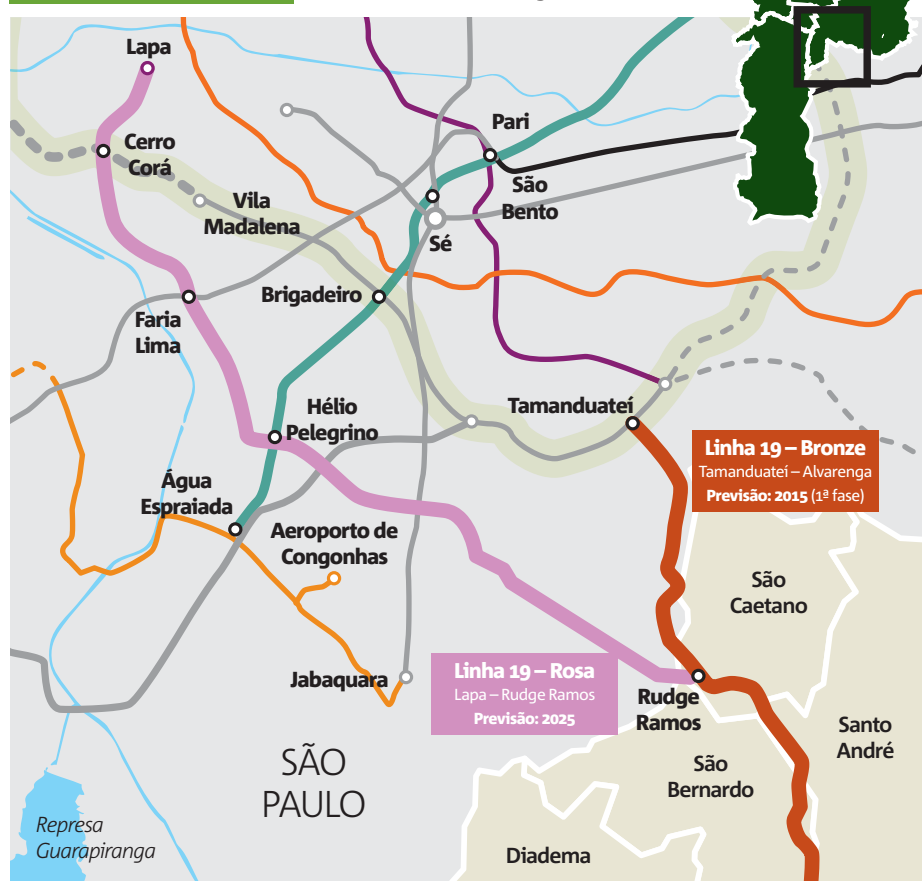 Lapa
Pari
Cerro
Corá
São
Bento
Vila
Madalena
Sé
Brigadeiro
Faria
Lima
Hélio
Pelegrino
Tamanduateí
Linha 19 – Bronze
Tamanduateí – Alvarenga
Previsão: 2015 (1ª fase)
Água
Espraiada
Aeroporto de
Congonhas
São
Caetano
Jabaquara
Linha 19 – Rosa
Lapa – Rudge Ramos
Previsão: 2025
Rudge
Ramos
Santo
André
SÃO
PAULO
São
Bernardo
Represa
Guarapiranga
Diadema